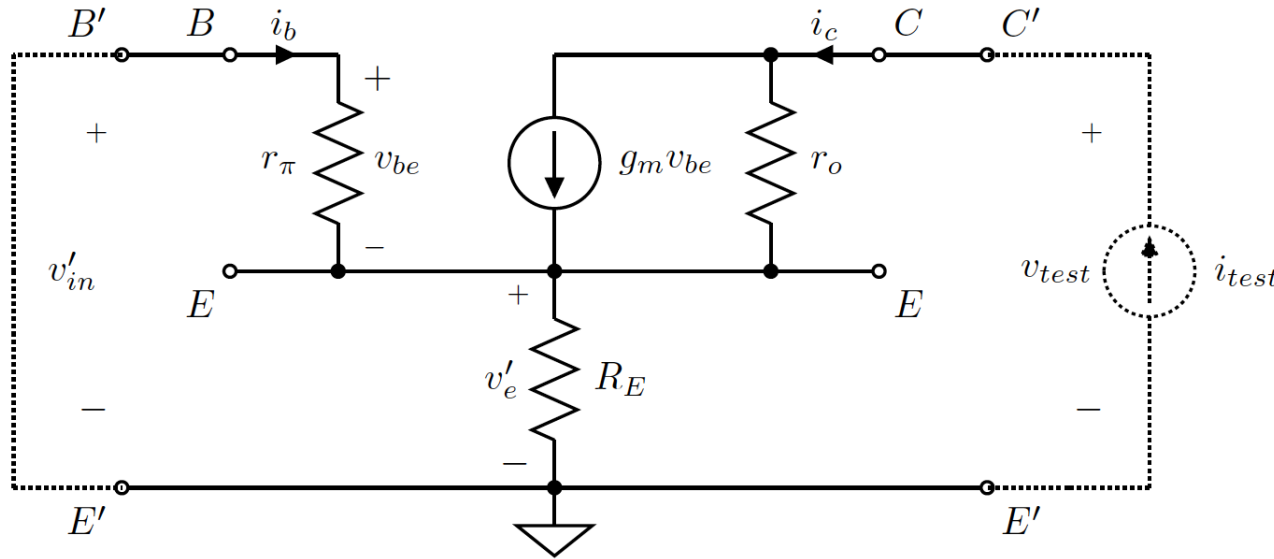 B′ B i_b i_c C C′
+ +
+ +
r_π v_be g_m v_be r_o
−
v′_in v_test i_test
E + E
v′_e R_E
− −
−
E′ E′